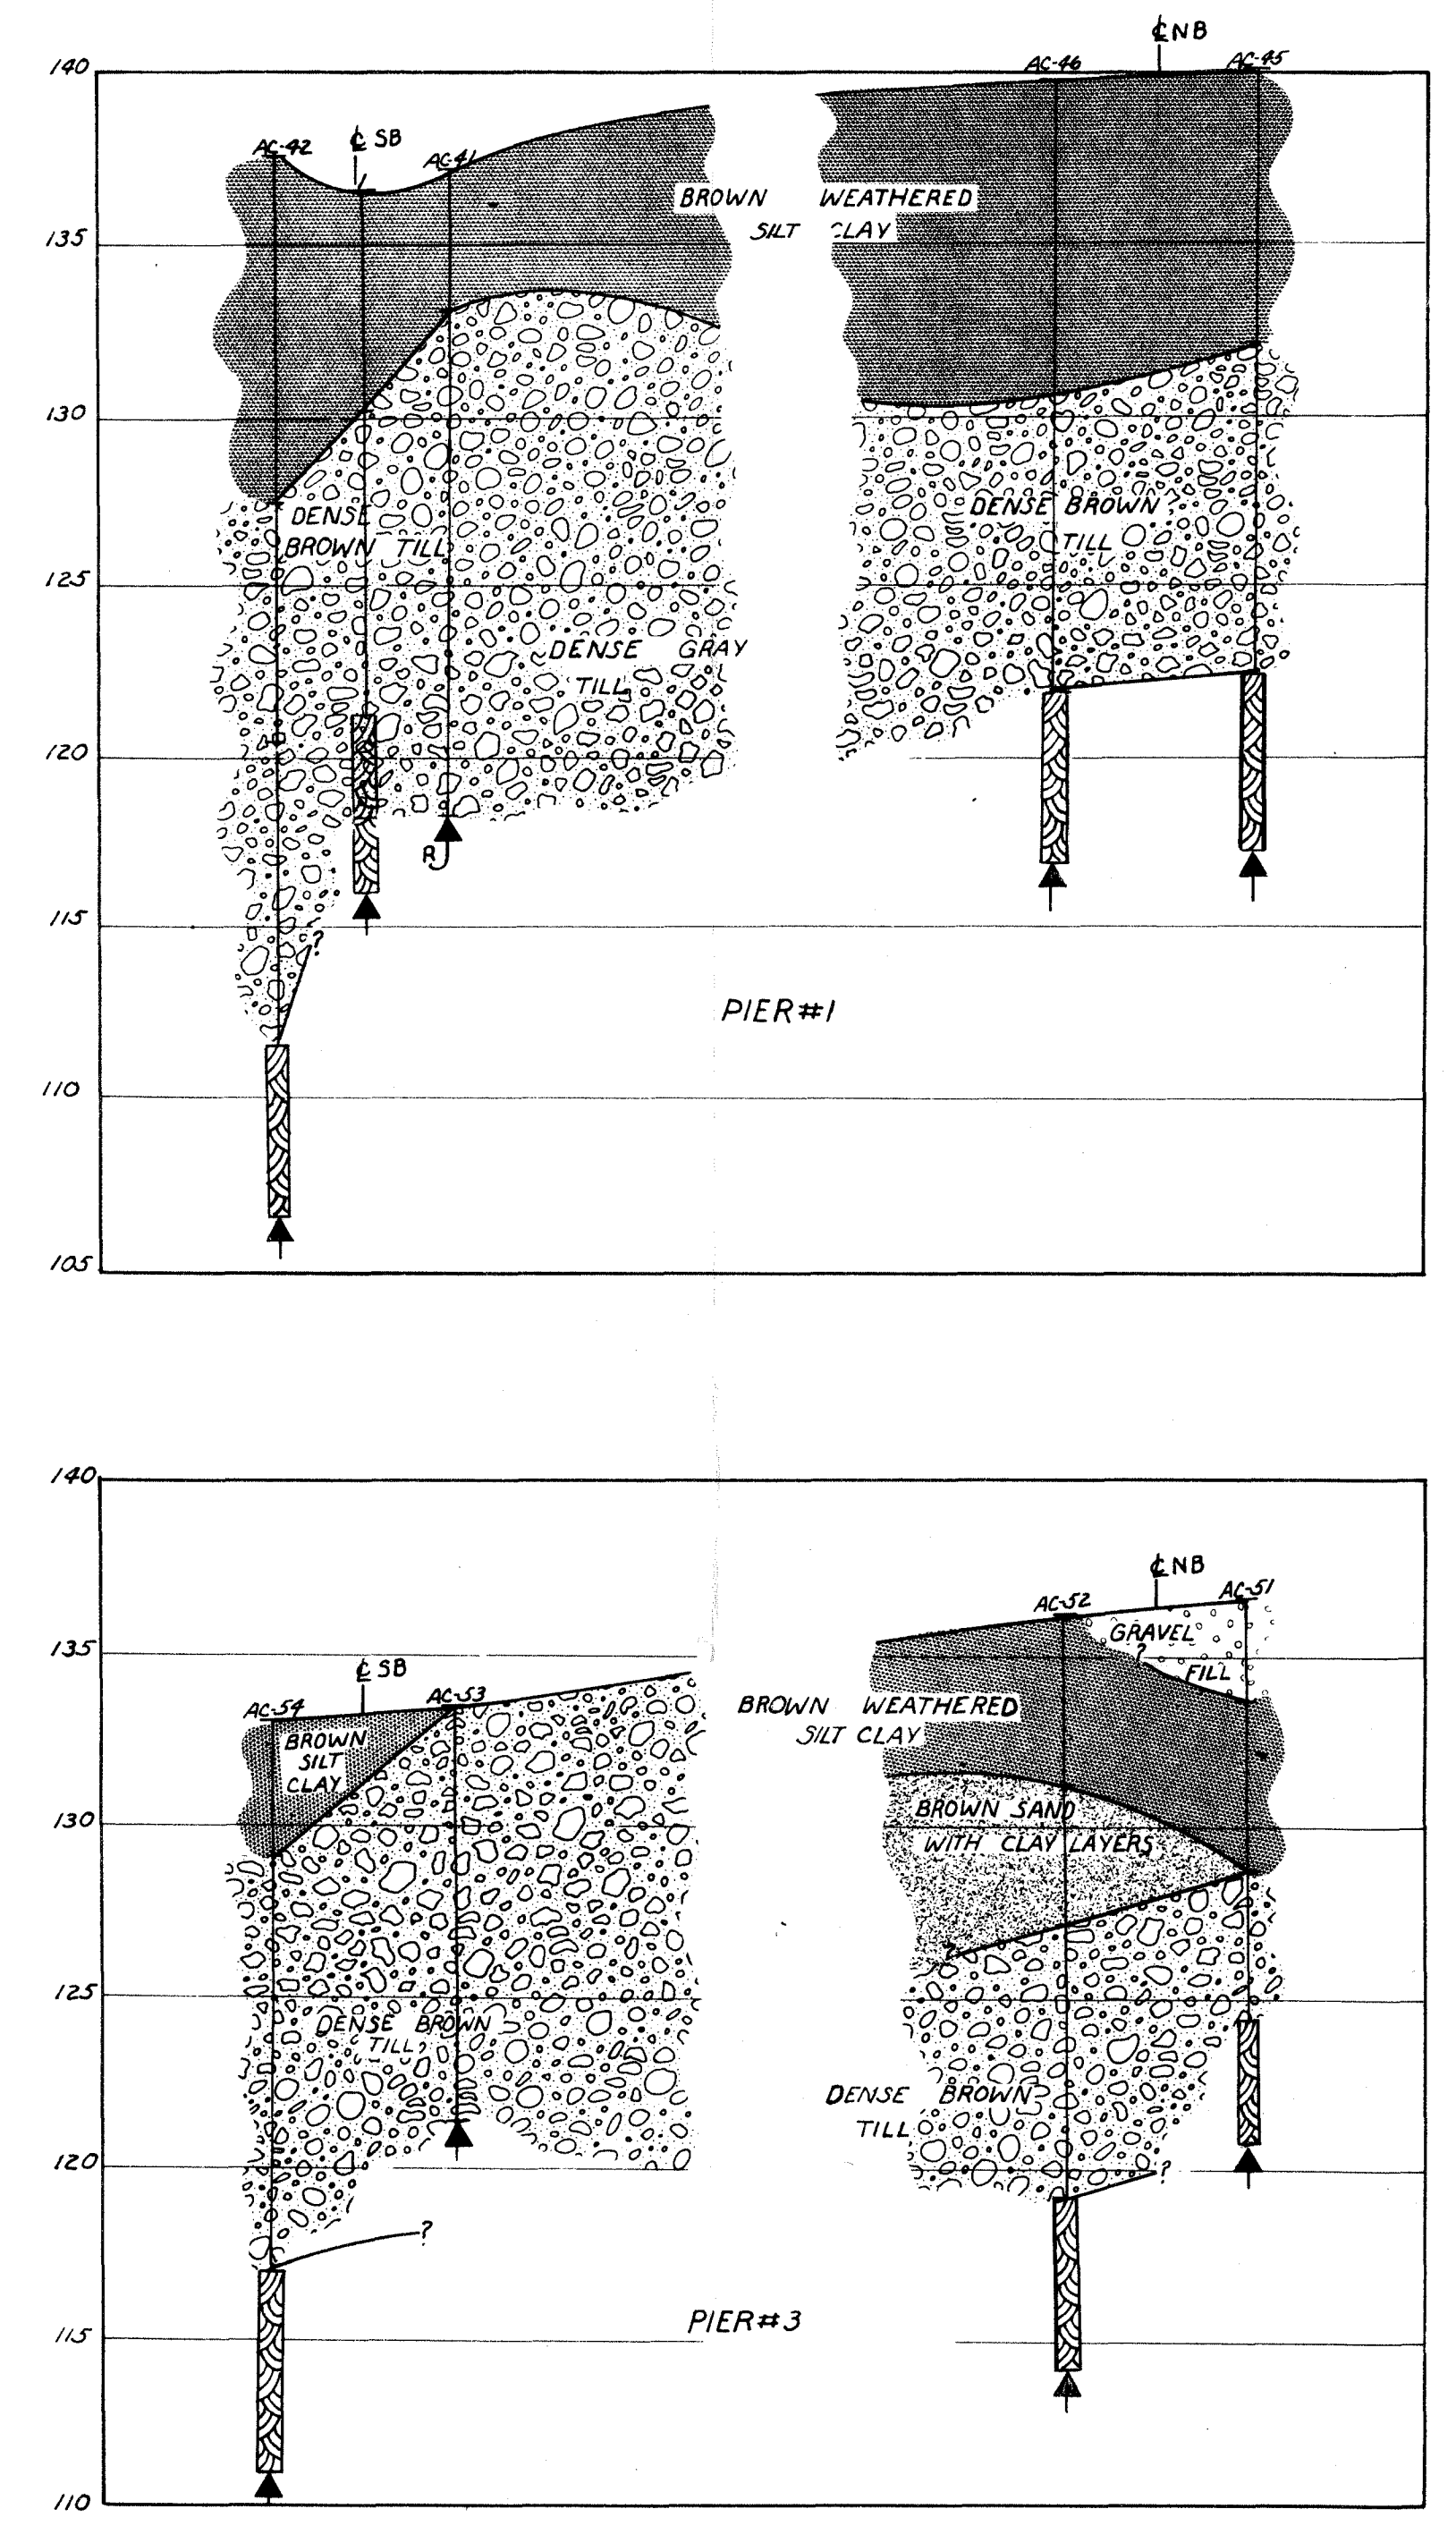 ℄ NB
140
AC-46
AC-45
AC-42
℄ SB
AC-41
BROWN WEATHERED
SILT CLAY
135
130
DENSE
BROWN TILL
DENSE BROWN
TILL
125
DENSE GRAY
TILL
120
R
115
?
PIER #1
110
105
140
℄ NB
AC-52
AC-51
GRAVEL
?
FILL
135
℄ SB
AC-54
AC-53
BROWN WEATHERED
SILT CLAY
BROWN
SILT
CLAY
130
BROWN SAND
WITH CLAY LAYERS
?
125
DENSE BROWN
TILL
DENSE BROWN
TILL
120
?
?
PIER #3
115
110